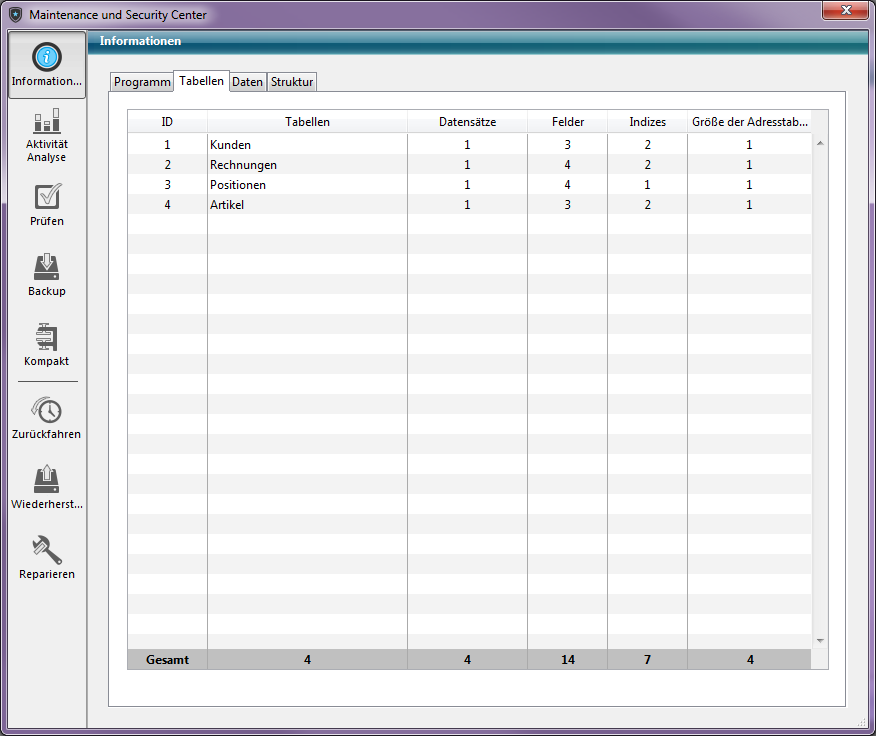 Maintenance und Security Center
Informationen
Information...
Aktivität
Analyse
Prüfen
Backup
Kompakt
Zurückfahren
Wiederherst...
Reparieren
Programm Tabellen Daten Struktur
ID Tabellen Datensätze Felder Indizes Größe der Adresstab...
1 Kunden 1 3 2 1
2 Rechnungen 1 4 2 1
3 Positionen 1 4 1 1
4 Artikel 1 3 2 1
Gesamt 4 4 14 7 4